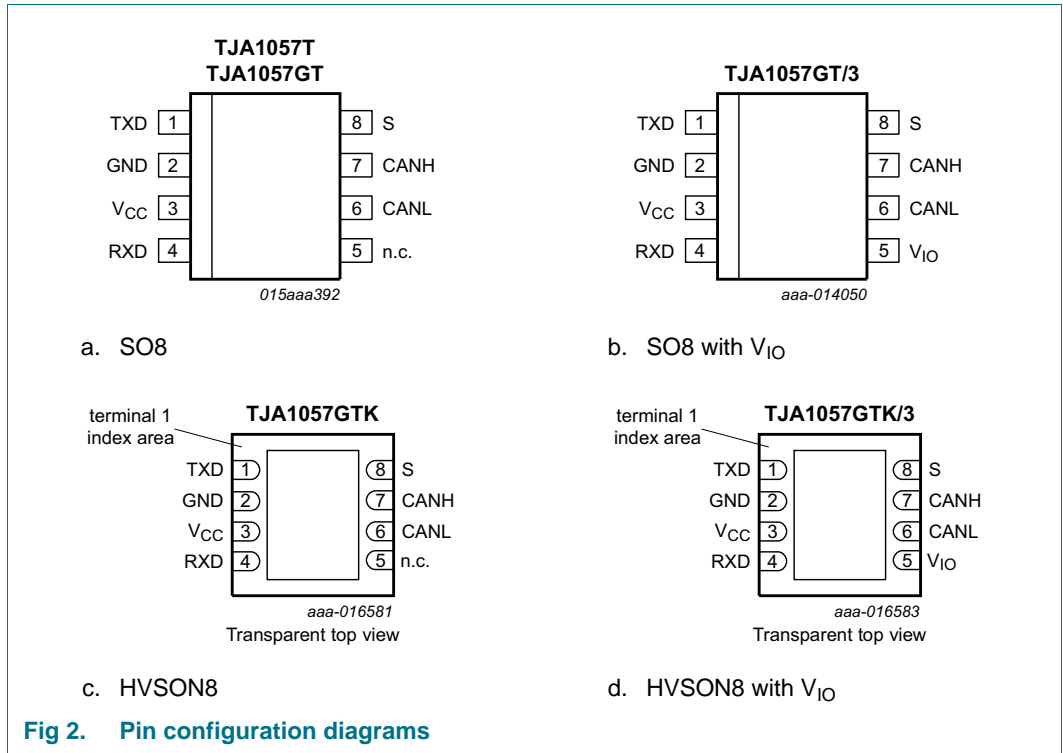 TJA1057T
TJA1057GT
TXD 1
GND 2
VCC 3
RXD 4
8 S
7 CANH
6 CANL
5 n.c.
015aaa392
a. SO8
TJA1057GT/3
TXD 1
GND 2
VCC 3
RXD 4
8 S
7 CANH
6 CANL
5 VIO
aaa-014050
b. SO8 with VIO
terminal 1
index area
TJA1057GTK
TXD 1
GND 2
VCC 3
RXD 4
8 S
7 CANH
6 CANL
5 n.c.
aaa-016581
Transparent top view
c. HVSON8
terminal 1
index area
TJA1057GTK/3
TXD 1
GND 2
VCC 3
RXD 4
8 S
7 CANH
6 CANL
5 VIO
aaa-016583
Transparent top view
d. HVSON8 with VIO
Fig 2. Pin configuration diagrams